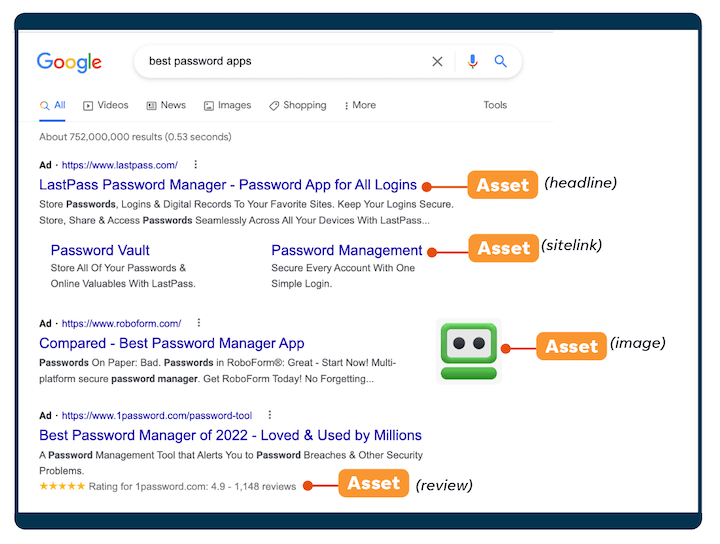 Google
best password apps
All Videos News Images Shopping More Tools
About 752,000,000 results (0.53 seconds)
Ad · https://www.lastpass.com/
LastPass Password Manager - Password App for All Logins
Asset (headline)
Store Passwords, Logins & Digital Records To Your Favorite Sites. Keep Your Logins Secure.
Store, Share & Access Passwords Seamlessly Across All Your Devices With LastPass...
Password Vault
Store All Of Your Passwords &
Online Valuables With LastPass.
Password Management
Asset (sitelink)
Secure Every Account With One
Simple Login.
Ad · https://www.roboform.com/
Compared - Best Password Manager App
Asset (image)
Passwords On Paper: Bad. Passwords in RoboForm®: Great - Start Now! Multi-
platform secure password manager. Get RoboForm Today! No Forgetting...
Ad · https://www.1password.com/password-tool
Best Password Manager of 2022 - Loved & Used by Millions
A Password Management Tool that Alerts You to Password Breaches & Other Security
Problems.
★★★★★ Rating for 1password.com: 4.9 - 1,148 reviews
Asset (review)